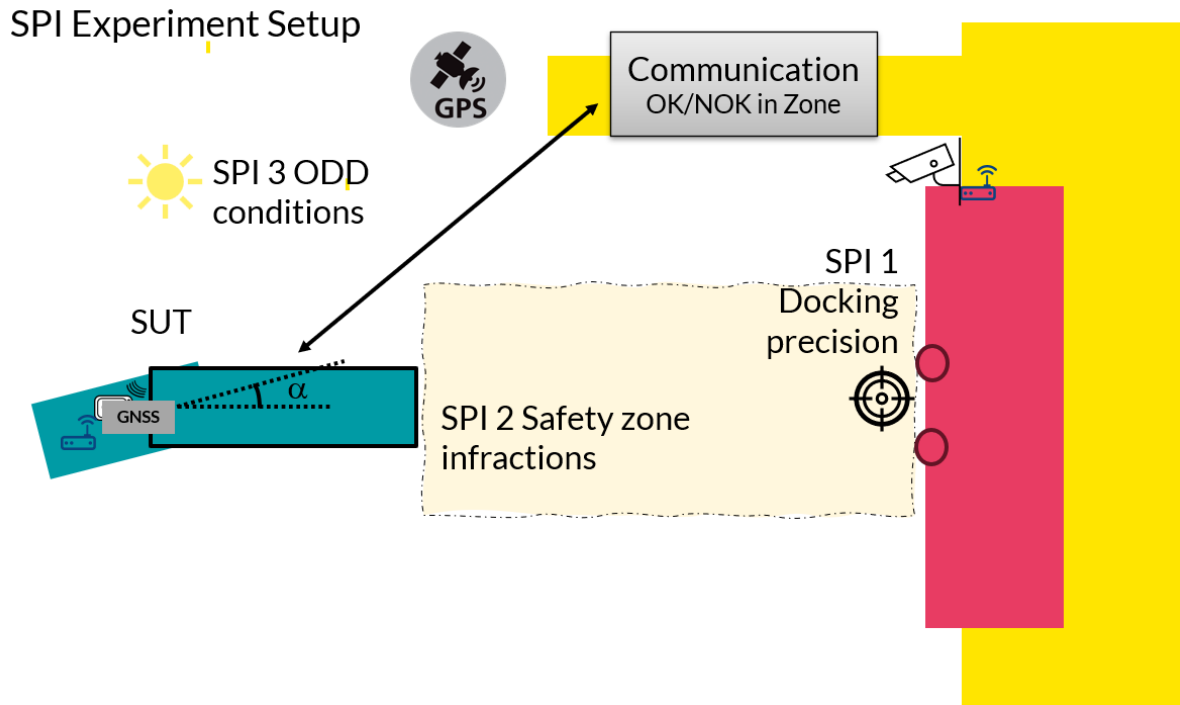 SPI Experiment Setup
GPS
Communication
OK/NOK in Zone
SPI 3 ODD
conditions
SPI 1
Docking
precision
SUT
α
GNSS
SPI 2 Safety zone
infractions